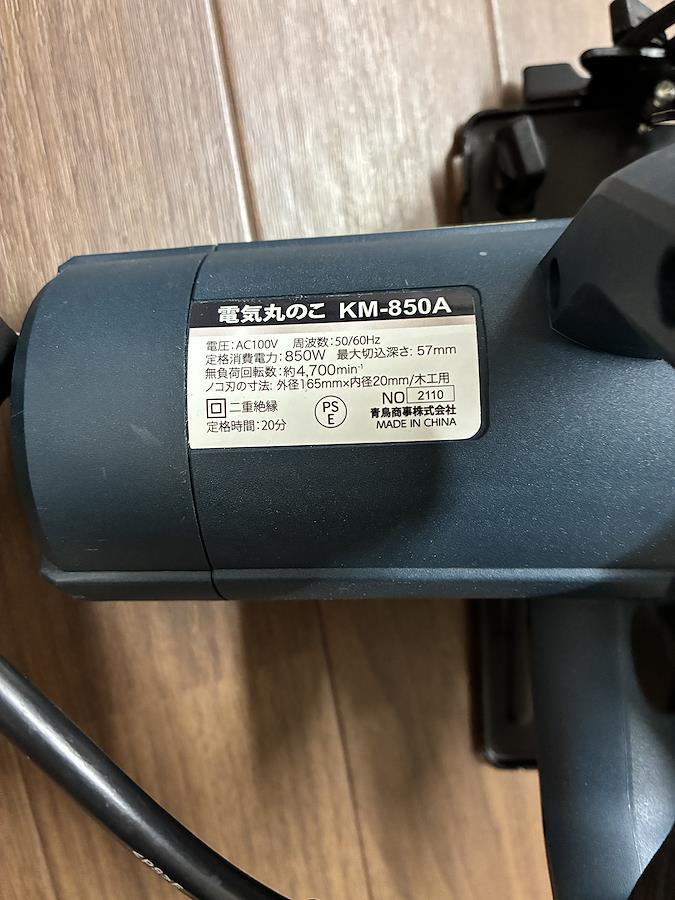 電気丸のこ KM-850A
電圧:AC100V 周波数:50/60Hz
定格消費電力:850W 最大切込深さ:57mm
無負荷回転数:約4,700min⁻¹
ノコ刃の寸法:外径165mm×内径20mm/木工用
二重絶縁 PSE NO 2110
定格時間:20分 青鳥商事株式会社
MADE IN CHINA